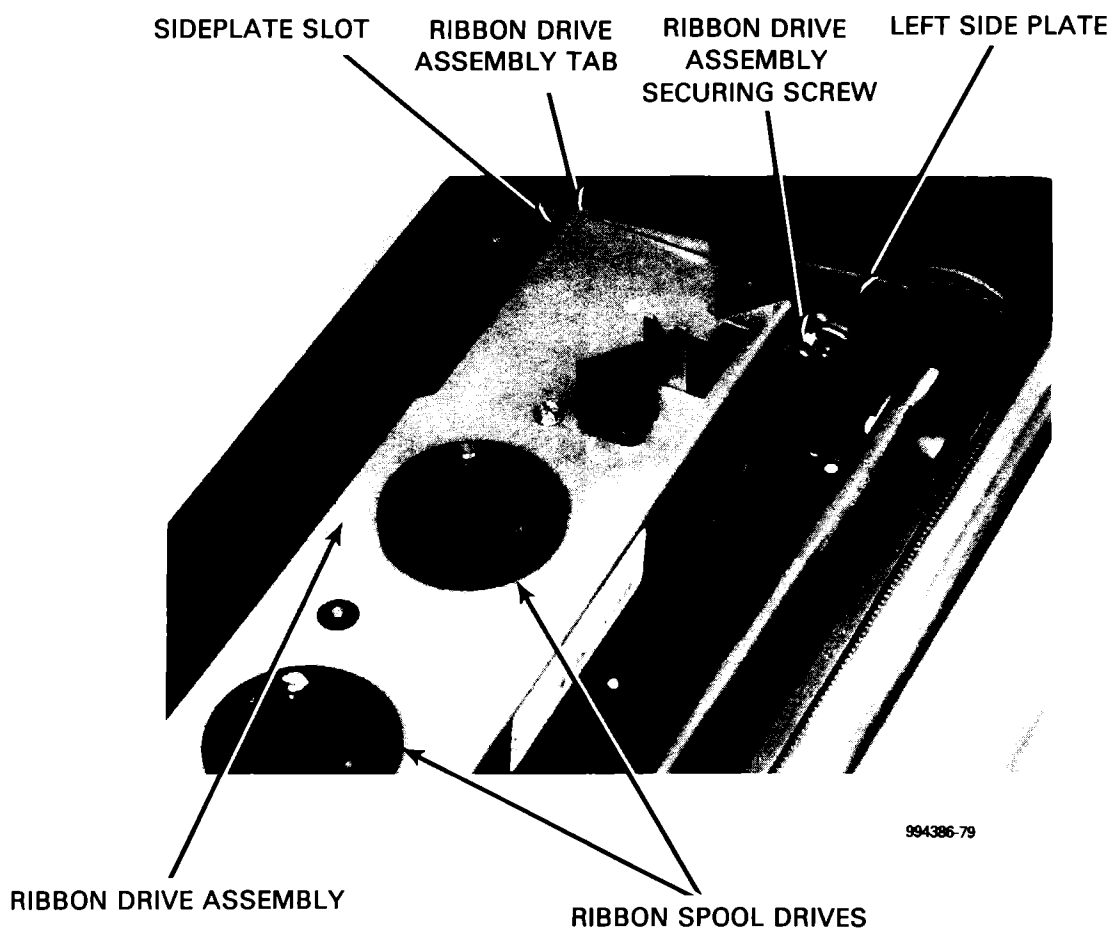 SIDEPLATE SLOT
RIBBON DRIVE
ASSEMBLY TAB
RIBBON DRIVE
ASSEMBLY
SECURING SCREW
LEFT SIDE PLATE
994386-79
RIBBON DRIVE ASSEMBLY
RIBBON SPOOL DRIVES